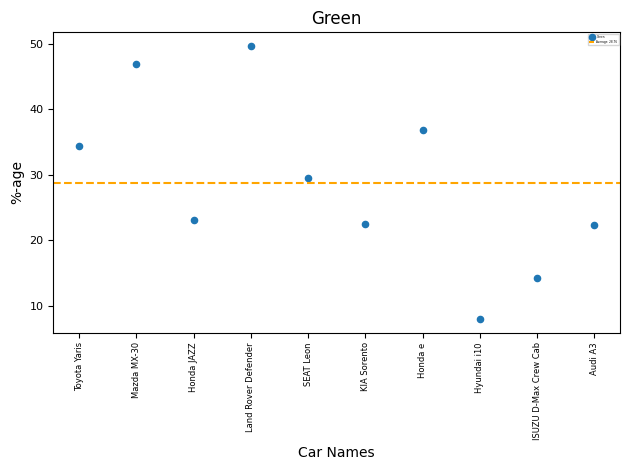 Green
%-age
50
40
30
20
10
Toyota Yaris
Mazda MX-30
Honda JAZZ
Land Rover Defender
SEAT Leon
KIA Sorento
Honda e
Hyundai i10
ISUZU D-Max Crew Cab
Audi A3
Car Names